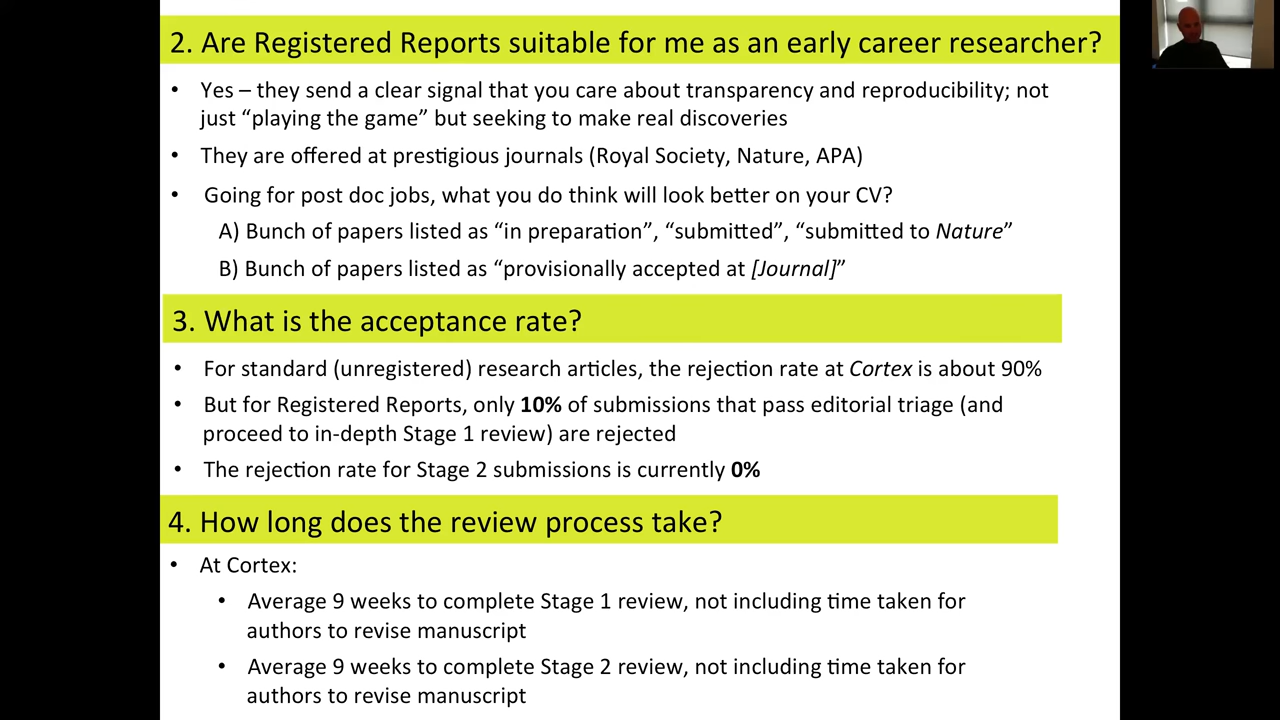 2. Are Registered Reports suitable for me as an early career researcher?
• Yes – they send a clear signal that you care about transparency and reproducibility; not
just “playing the game” but seeking to make real discoveries
• They are offered at prestigious journals (Royal Society, Nature, APA)
• Going for post doc jobs, what you do think will look better on your CV?
A) Bunch of papers listed as “in preparation”, “submitted”, “submitted to Nature”
B) Bunch of papers listed as “provisionally accepted at [Journal]”
3. What is the acceptance rate?
• For standard (unregistered) research articles, the rejection rate at Cortex is about 90%
• But for Registered Reports, only 10% of submissions that pass editorial triage (and
proceed to in-depth Stage 1 review) are rejected
• The rejection rate for Stage 2 submissions is currently 0%
4. How long does the review process take?
• At Cortex:
• Average 9 weeks to complete Stage 1 review, not including time taken for
authors to revise manuscript
• Average 9 weeks to complete Stage 2 review, not including time taken for
authors to revise manuscript